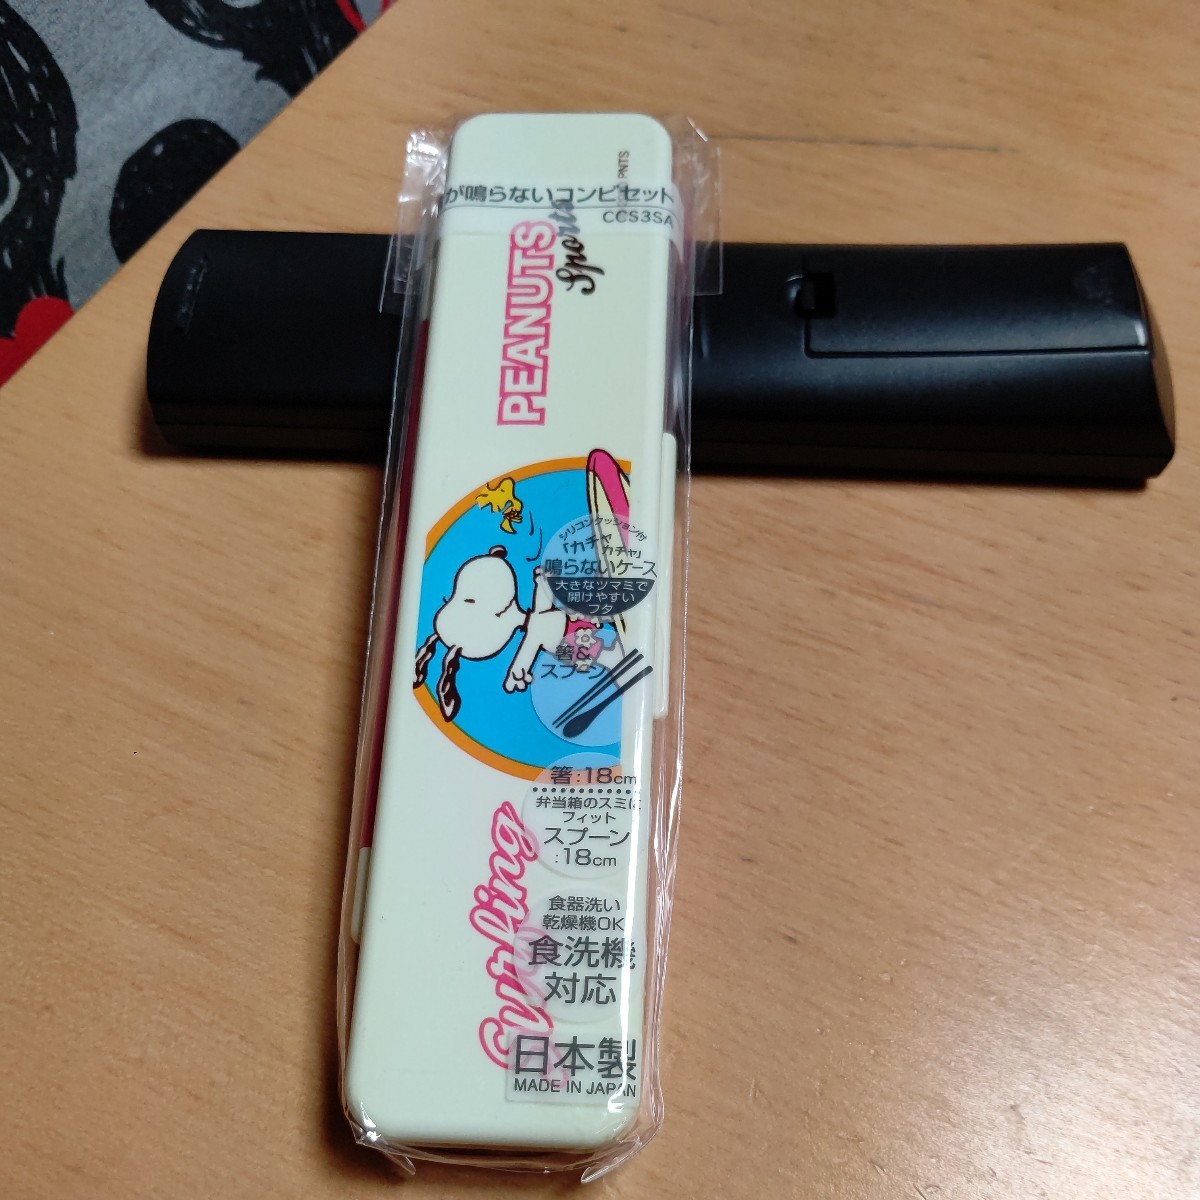 が鳴らないコンビセット
CCS3SA
PNTS
PEANUTS
Sports
シリコンクッション付
「カチャ
カチャ」
鳴らないケース
大きなツマミで
開けやすい
フタ
箸&
スプーン
箸:18cm
弁当箱のスミに
フィット
スプーン
:18cm
食器洗い
乾燥機OK
食洗機
対応
日本製
MADE IN JAPAN